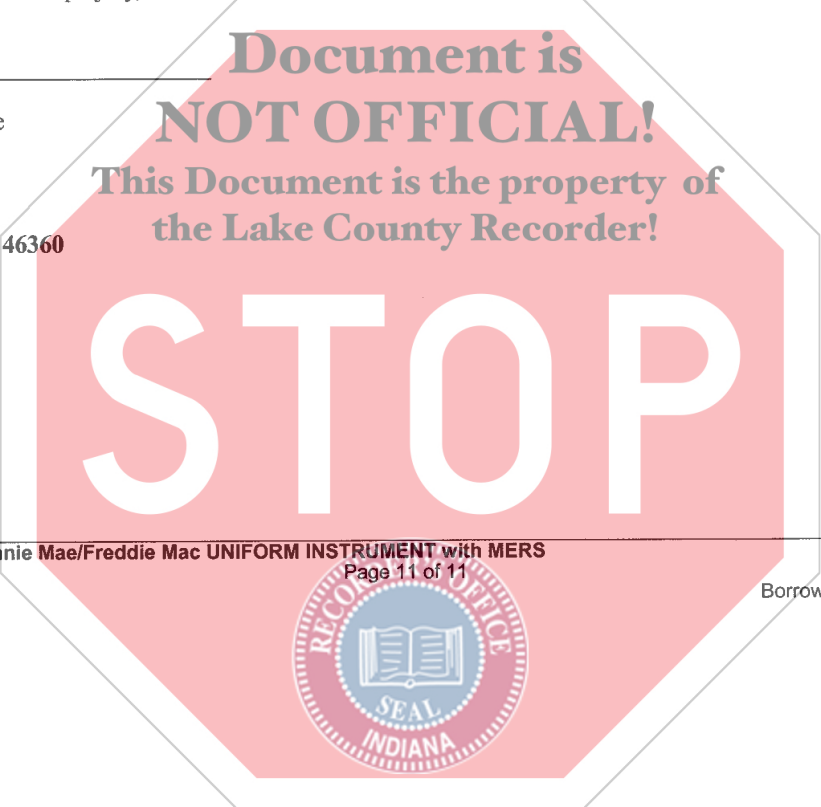 Document is
NOT OFFICIAL!
e
This Document is the property of
the Lake County Recorder!
46360
STOP
nnie Mae/Freddie Mac UNIFORM INSTRUMENT with MERS
Page 11 of 11
Borrow
RECORDER'S OFFICE
SEAL
INDIANA